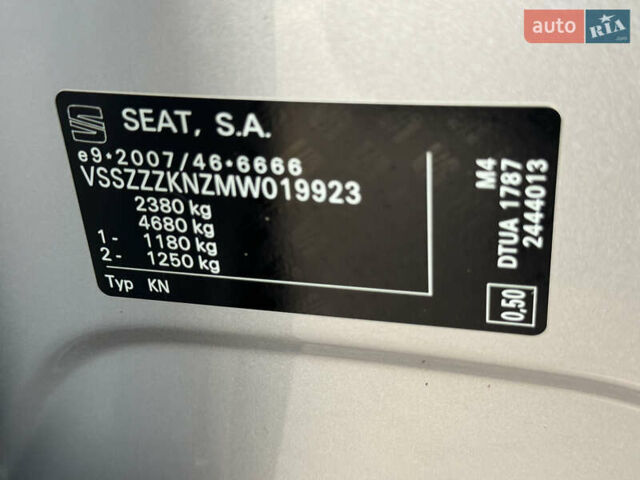 auto RIA.com
SEAT, S.A.
e9*2007/46*6666
VSSZZZKNZMW019923
2380 kg
4680 kg
1- 1180 kg
2- 1250 kg
Typ KN
M4
DTUA 1787
2444013
0,50